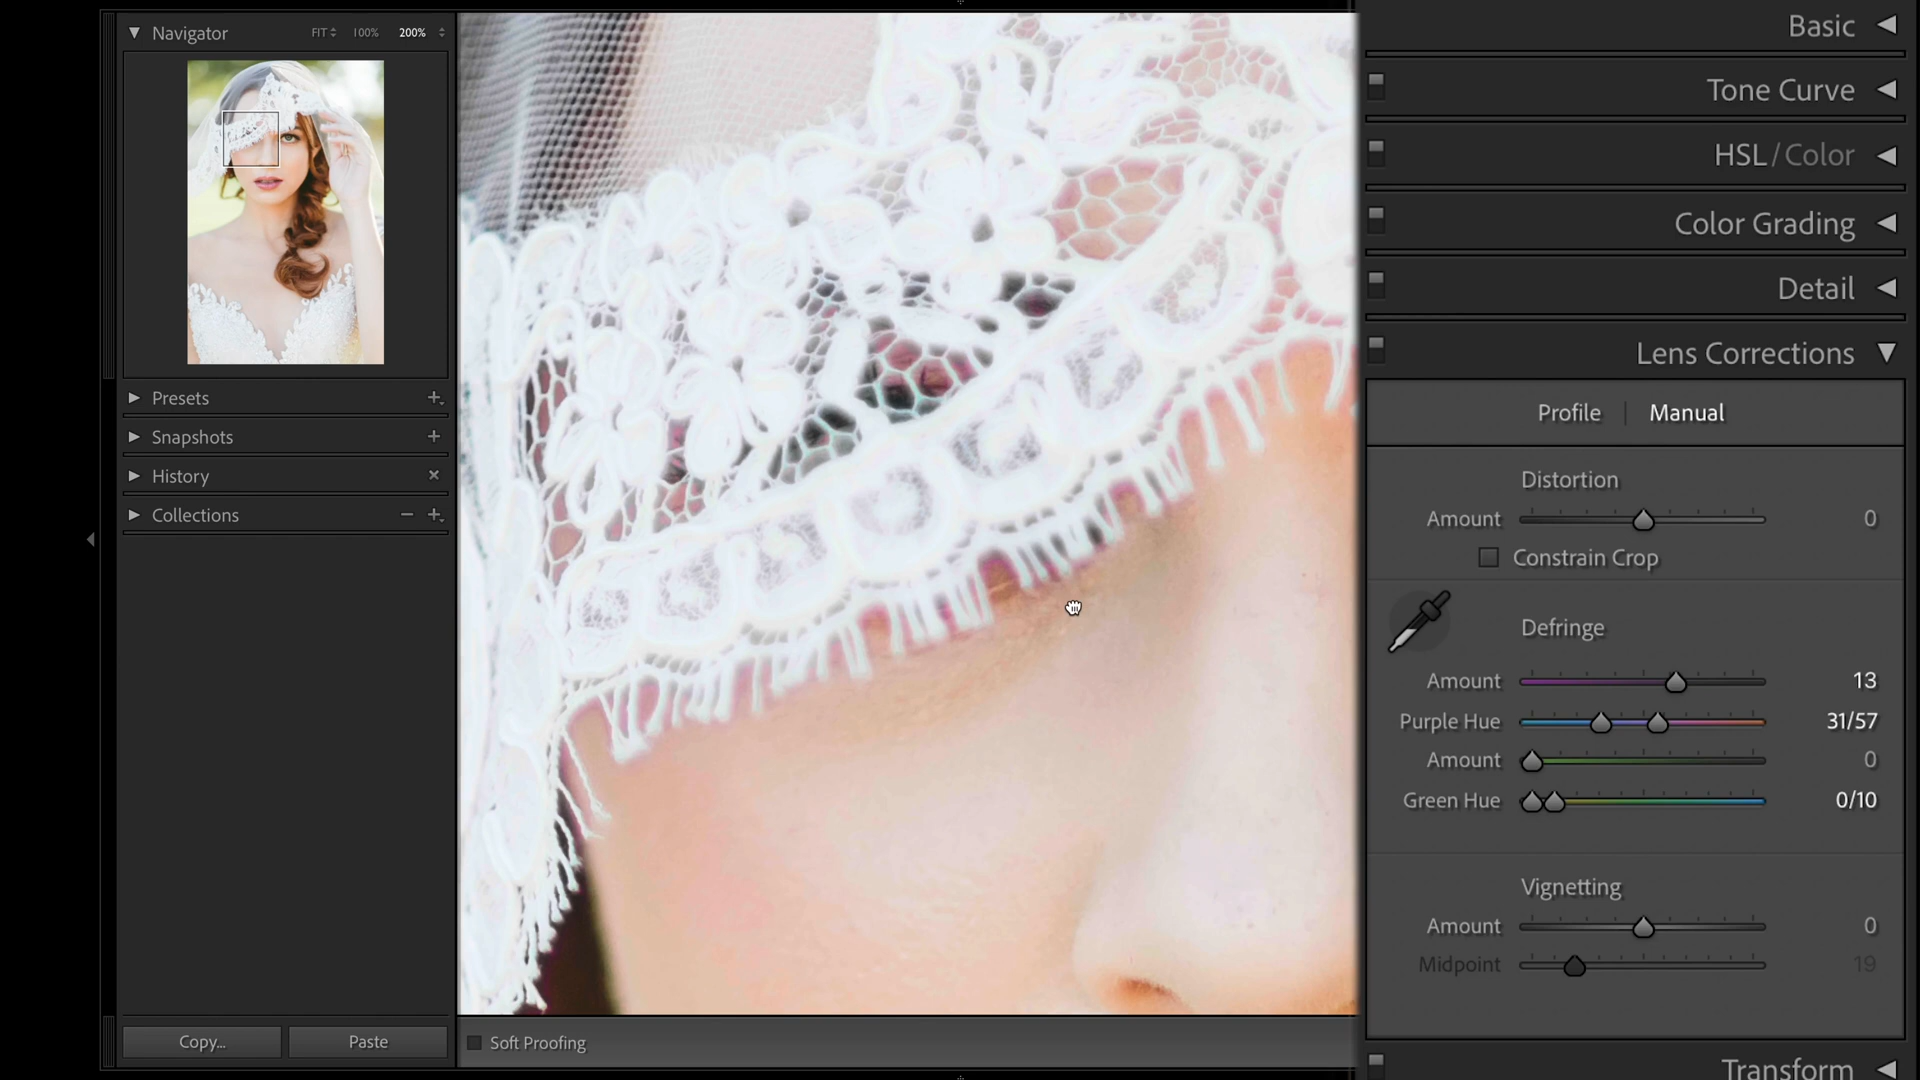 Navigator
FIT 100% 200%
Presets
Snapshots
History
Collections
Copy...
Paste
Soft Proofing
Basic
Tone Curve
HSL / Color
Color Grading
Detail
Lens Corrections
Profile | Manual
Distortion
Amount 0
Constrain Crop
Defringe
Amount 13
Purple Hue 31/57
Amount 0
Green Hue 0/10
Vignetting
Amount 0
Midpoint 19
Transform